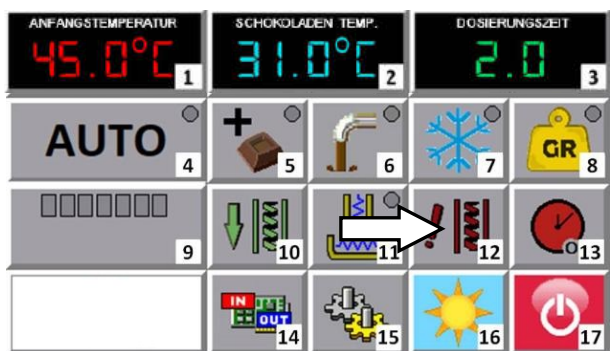 ANFANGSTEMPERATUR SCHOKOLADEN TEMP. DOSIERUNGSZEIT
45.0°C 1 31.0°C 2 2.0 3
AUTO 4 + 5 6 7 GR 8
9 10 11 ! 12 13
IN OUT 14 15 16 17